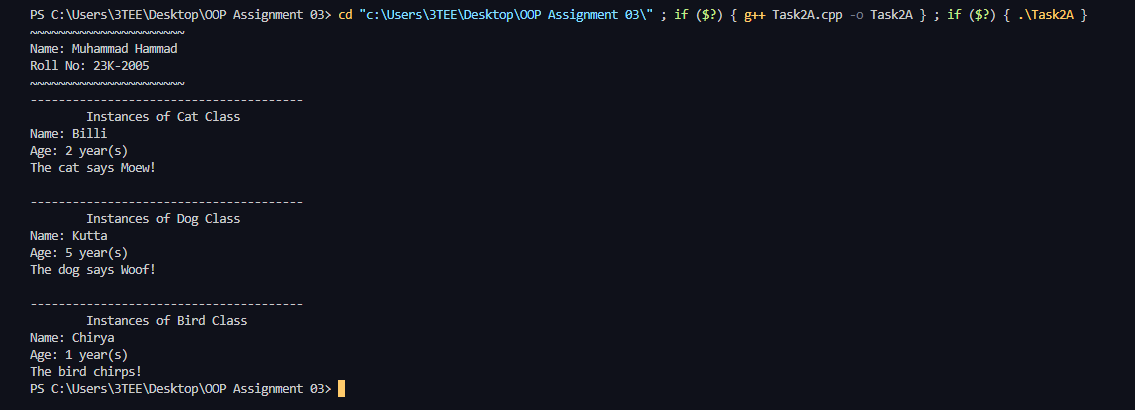 PS C:\Users\3TEE\Desktop\OOP Assignment 03> cd "c:\Users\3TEE\Desktop\OOP Assignment 03\" ; if ($?) { g++ Task2A.cpp -o Task2A } ; if ($?) { .\Task2A }
~~~~~~~~~~~~~~~~~~~~~~
Name: Muhammad Hammad
Roll No: 23K-2005
~~~~~~~~~~~~~~~~~~~~~~
---------------------------------------
        Instances of Cat Class
Name: Billi
Age: 2 year(s)
The cat says Moew!

---------------------------------------
        Instances of Dog Class
Name: Kutta
Age: 5 year(s)
The dog says Woof!

---------------------------------------
        Instances of Bird Class
Name: Chirya
Age: 1 year(s)
The bird chirps!
PS C:\Users\3TEE\Desktop\OOP Assignment 03>